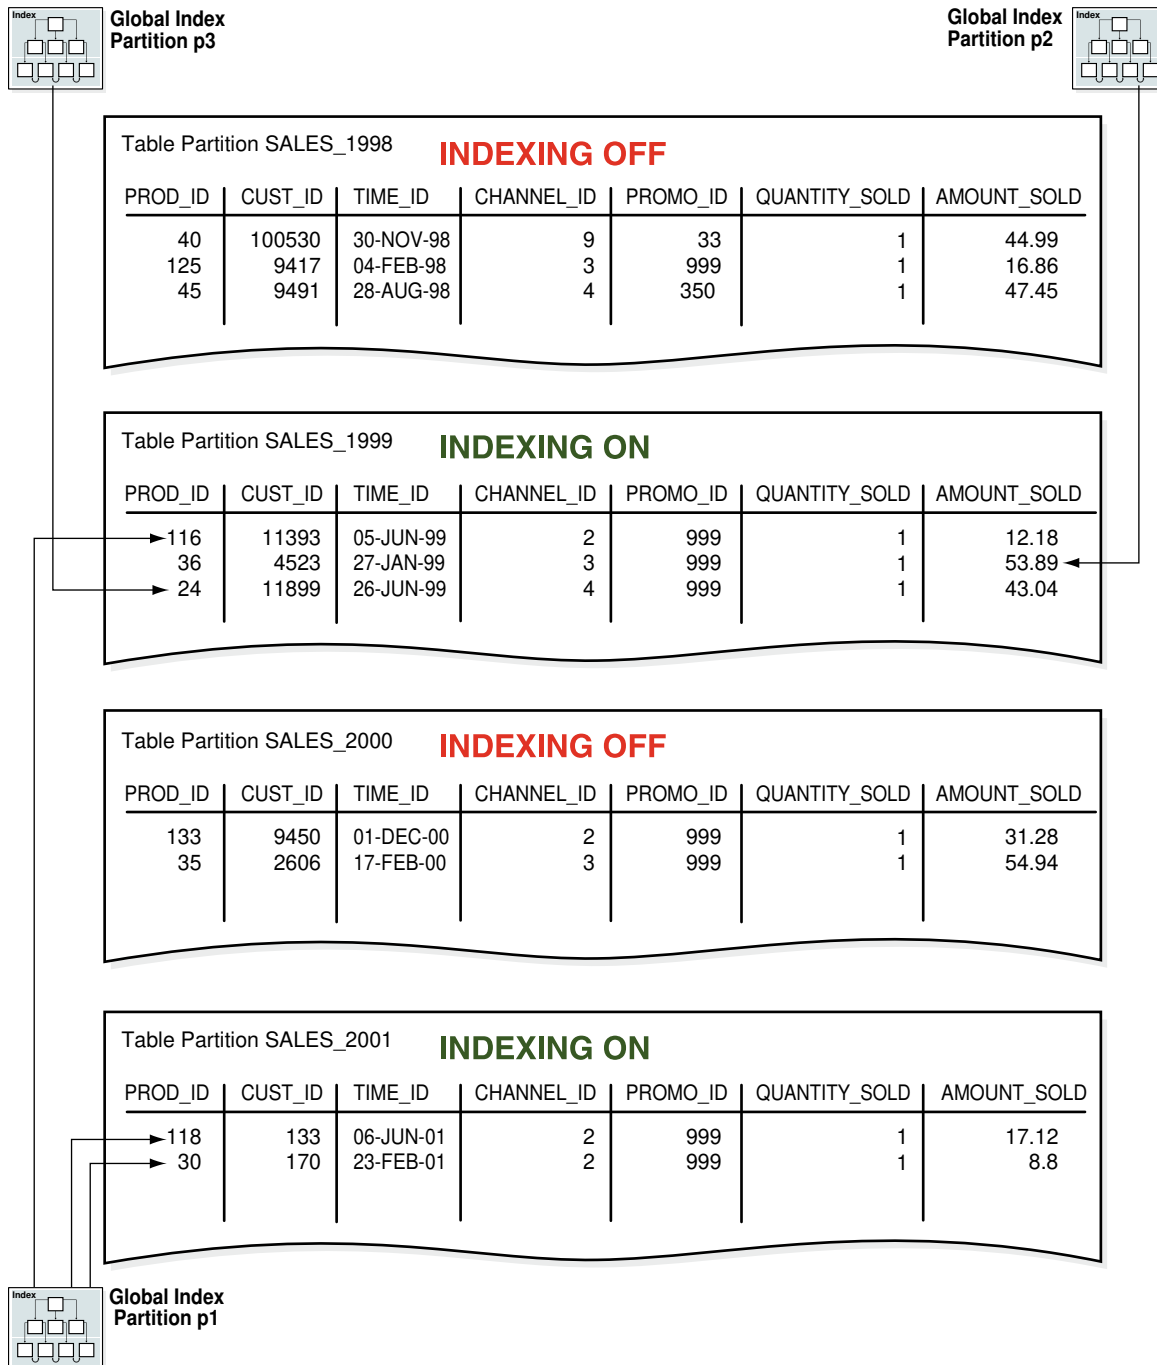 Index
Global Index
Partition p3
Global Index
Partition p2
Index
Table Partition SALES_1998
INDEXING OFF
PROD_ID CUST_ID TIME_ID CHANNEL_ID PROMO_ID QUANTITY_SOLD AMOUNT_SOLD
40 100530 30-NOV-98 9 33 1 44.99
125 9417 04-FEB-98 3 999 1 16.86
45 9491 28-AUG-98 4 350 1 47.45
Table Partition SALES_1999
INDEXING ON
PROD_ID CUST_ID TIME_ID CHANNEL_ID PROMO_ID QUANTITY_SOLD AMOUNT_SOLD
116 11393 05-JUN-99 2 999 1 12.18
36 4523 27-JAN-99 3 999 1 53.89
24 11899 26-JUN-99 4 999 1 43.04
Table Partition SALES_2000
INDEXING OFF
PROD_ID CUST_ID TIME_ID CHANNEL_ID PROMO_ID QUANTITY_SOLD AMOUNT_SOLD
133 9450 01-DEC-00 2 999 1 31.28
35 2606 17-FEB-00 3 999 1 54.94
Table Partition SALES_2001
INDEXING ON
PROD_ID CUST_ID TIME_ID CHANNEL_ID PROMO_ID QUANTITY_SOLD AMOUNT_SOLD
118 133 06-JUN-01 2 999 1 17.12
30 170 23-FEB-01 2 999 1 8.8
Index
Global Index
Partition p1